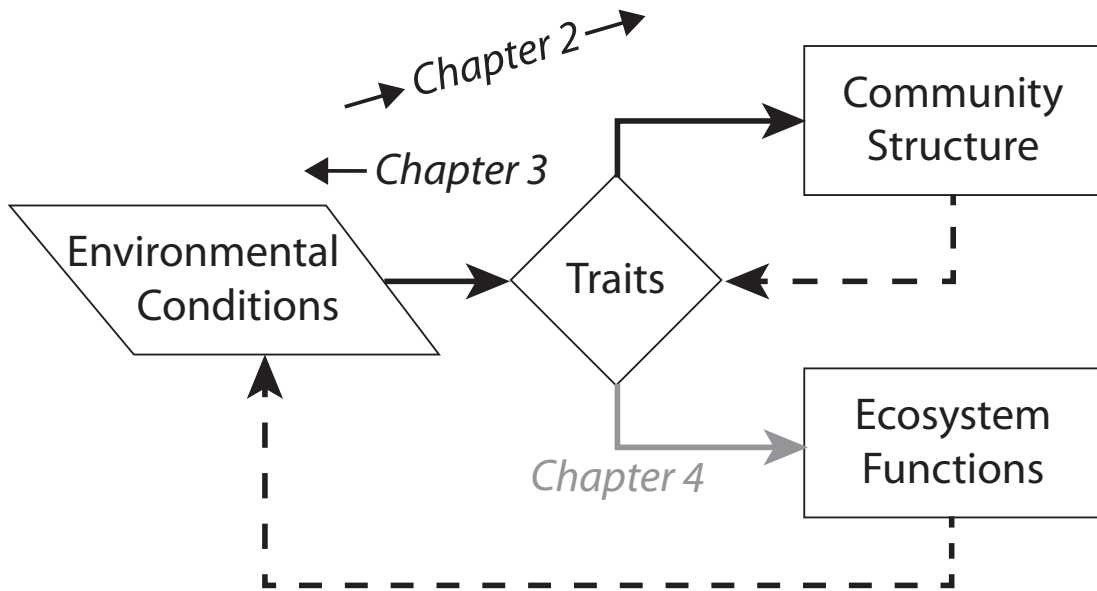 Chapter 2
Community
Structure
Chapter 3
Environmental
Conditions
Traits
Ecosystem
Functions
Chapter 4